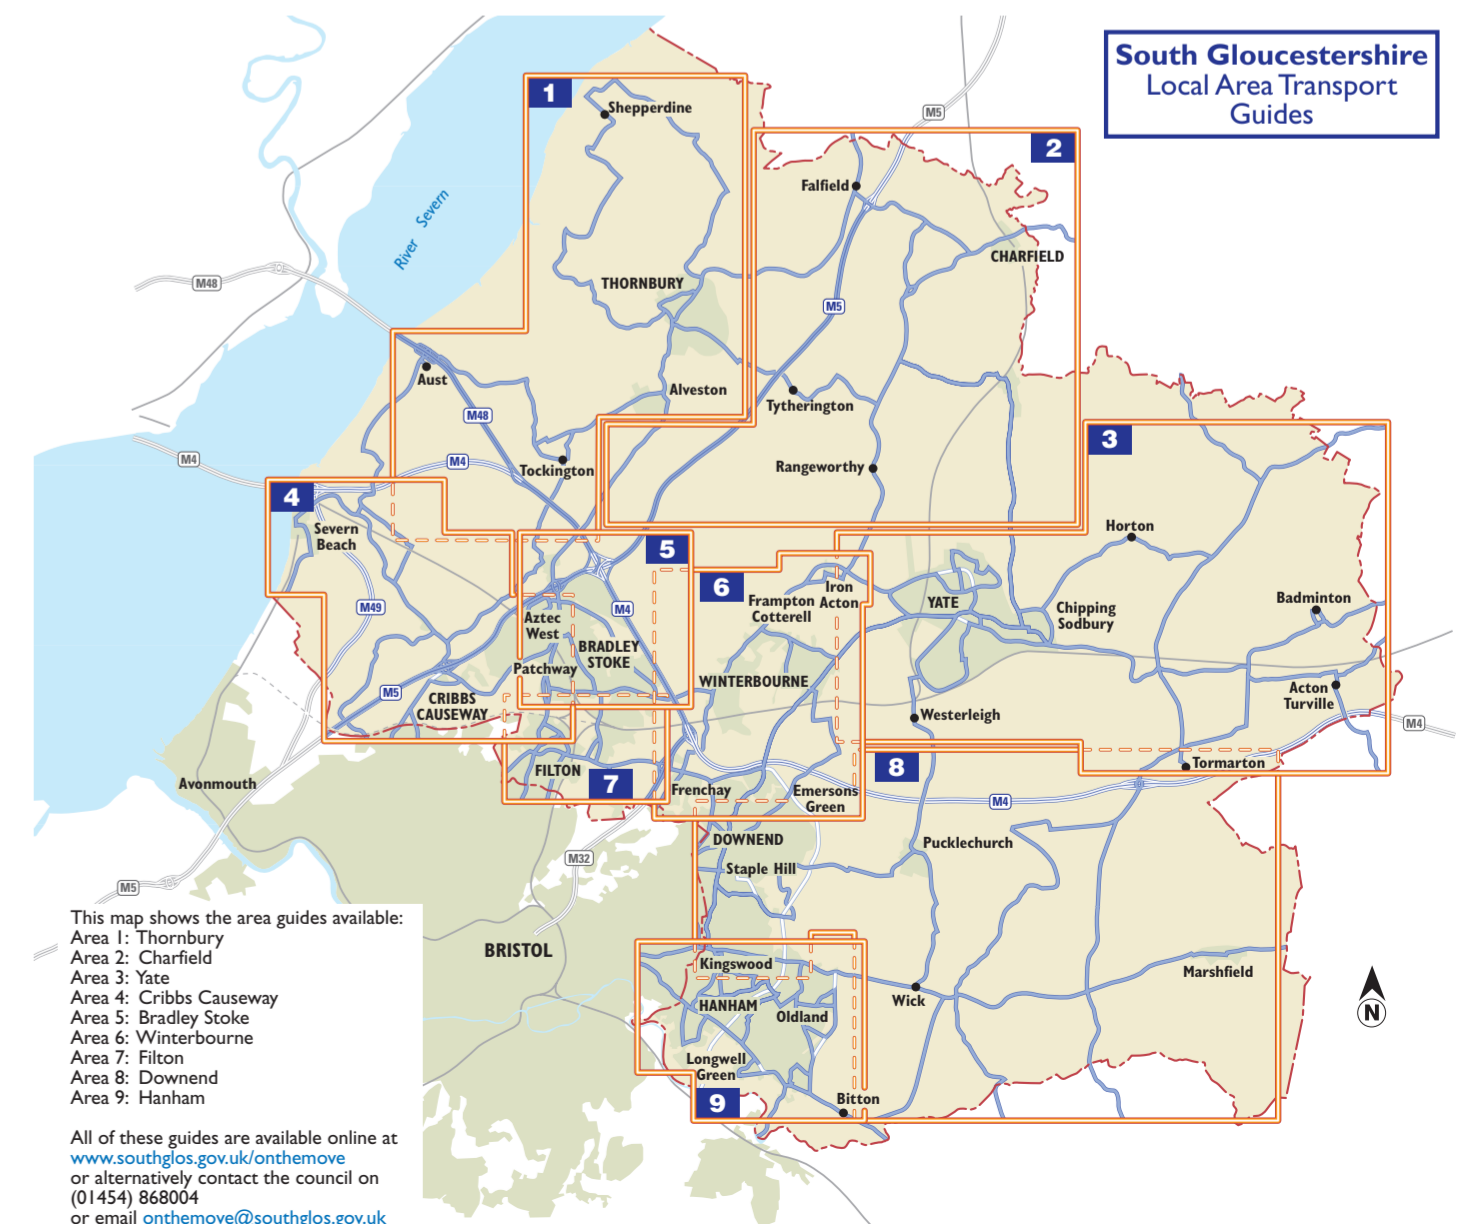 South Gloucestershire
Local Area Transport
Guides
1
Shepperdine
M5
2
Falfield
River Severn
CHARFIELD
M48
THORNBURY
M5
Aust
Alveston
Tytherington
M48
3
M4
M4
Tockington
Rangeworthy
4
Severn
Beach
Horton
5
6
Iron
Acton
Frampton
Cotterell
YATE
Chipping
Sodbury
Badminton
M49
M4
Aztec
West
BRADLEY
STOKE
Patchway
WINTERBOURNE
M5
CRIBBS
CAUSEWAY
Acton
Turville
Westerleigh
M4
FILTON
7
8
Tormarton
Avonmouth
Frenchay
Emersons
Green
M4
DOWNEND
Pucklechurch
M32
Staple Hill
M5
BRISTOL
Kingswood
Marshfield
HANHAM
Oldland
Wick
N
Longwell
Green
9
Bitton
This map shows the area guides available:
Area 1: Thornbury
Area 2: Charfield
Area 3: Yate
Area 4: Cribbs Causeway
Area 5: Bradley Stoke
Area 6: Winterbourne
Area 7: Filton
Area 8: Downend
Area 9: Hanham
All of these guides are available online at
www.southglos.gov.uk/onthemove
or alternatively contact the council on
(01454) 868004
or email onthemove@southglos.gov.uk